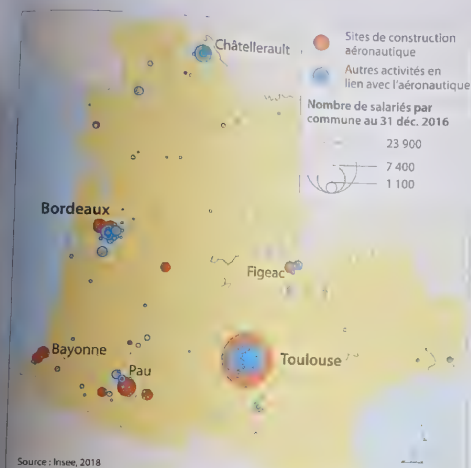 Châtellerault
Sites de construction
aéronautique
Autres activités en
lien avec l'aéronautique
Nombre de salariés par
commune au 31 déc. 2016
23 900
7 400
1 100
Bordeaux
Figeac
Bayonne
Pau
Toulouse
Source : Insee, 2018